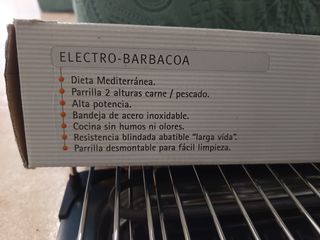 ELECTRO-BARBACOA
Dieta Mediterránea.
Parrilla 2 alturas carne / pescado.
Alta potencia.
Bandeja de acero inoxidable.
Cocina sin humos ni olores.
Resistencia blindada abatible "larga vida".
Parrilla desmontable para fácil limpieza.